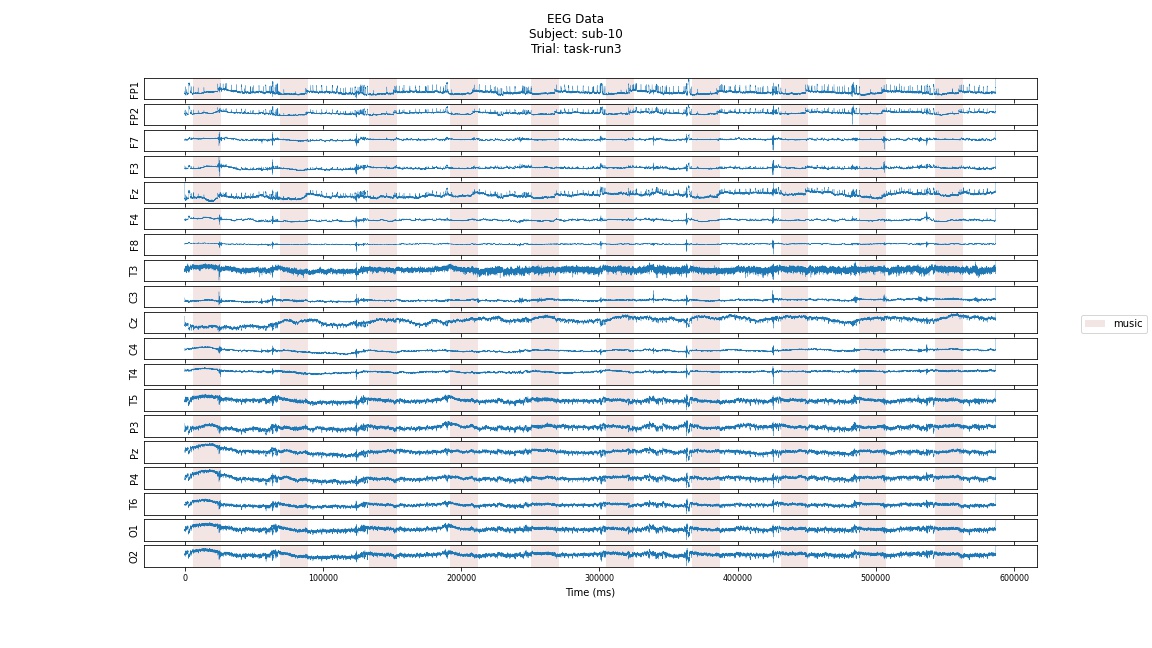 EEG Data
Subject: sub-10
Trial: task-run3
FP1
FP2
F7
F3
Fz
F4
F8
T3
C3
Cz
C4
T4
T5
P3
Pz
P4
T6
O1
O2
music
0 100000 200000 300000 400000 500000 600000
Time (ms)